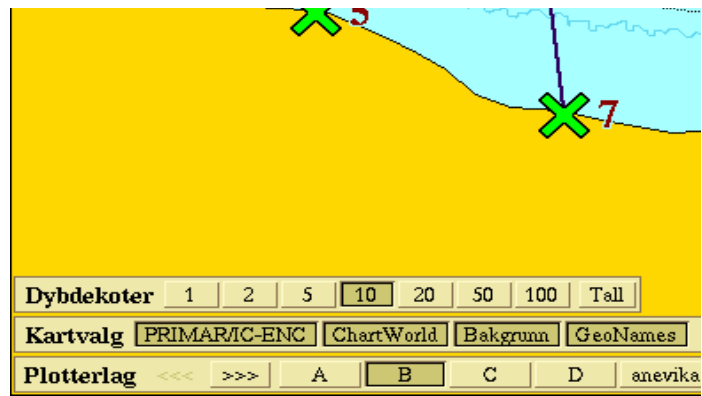 5
7
Dybdekoter 1 2 5 10 20 50 100 Tall
Kartvalg PRIMAR/IC-ENC ChartWorld Bakgrunn GeoNames
Plotterlag <<< >>> A B C D anevika